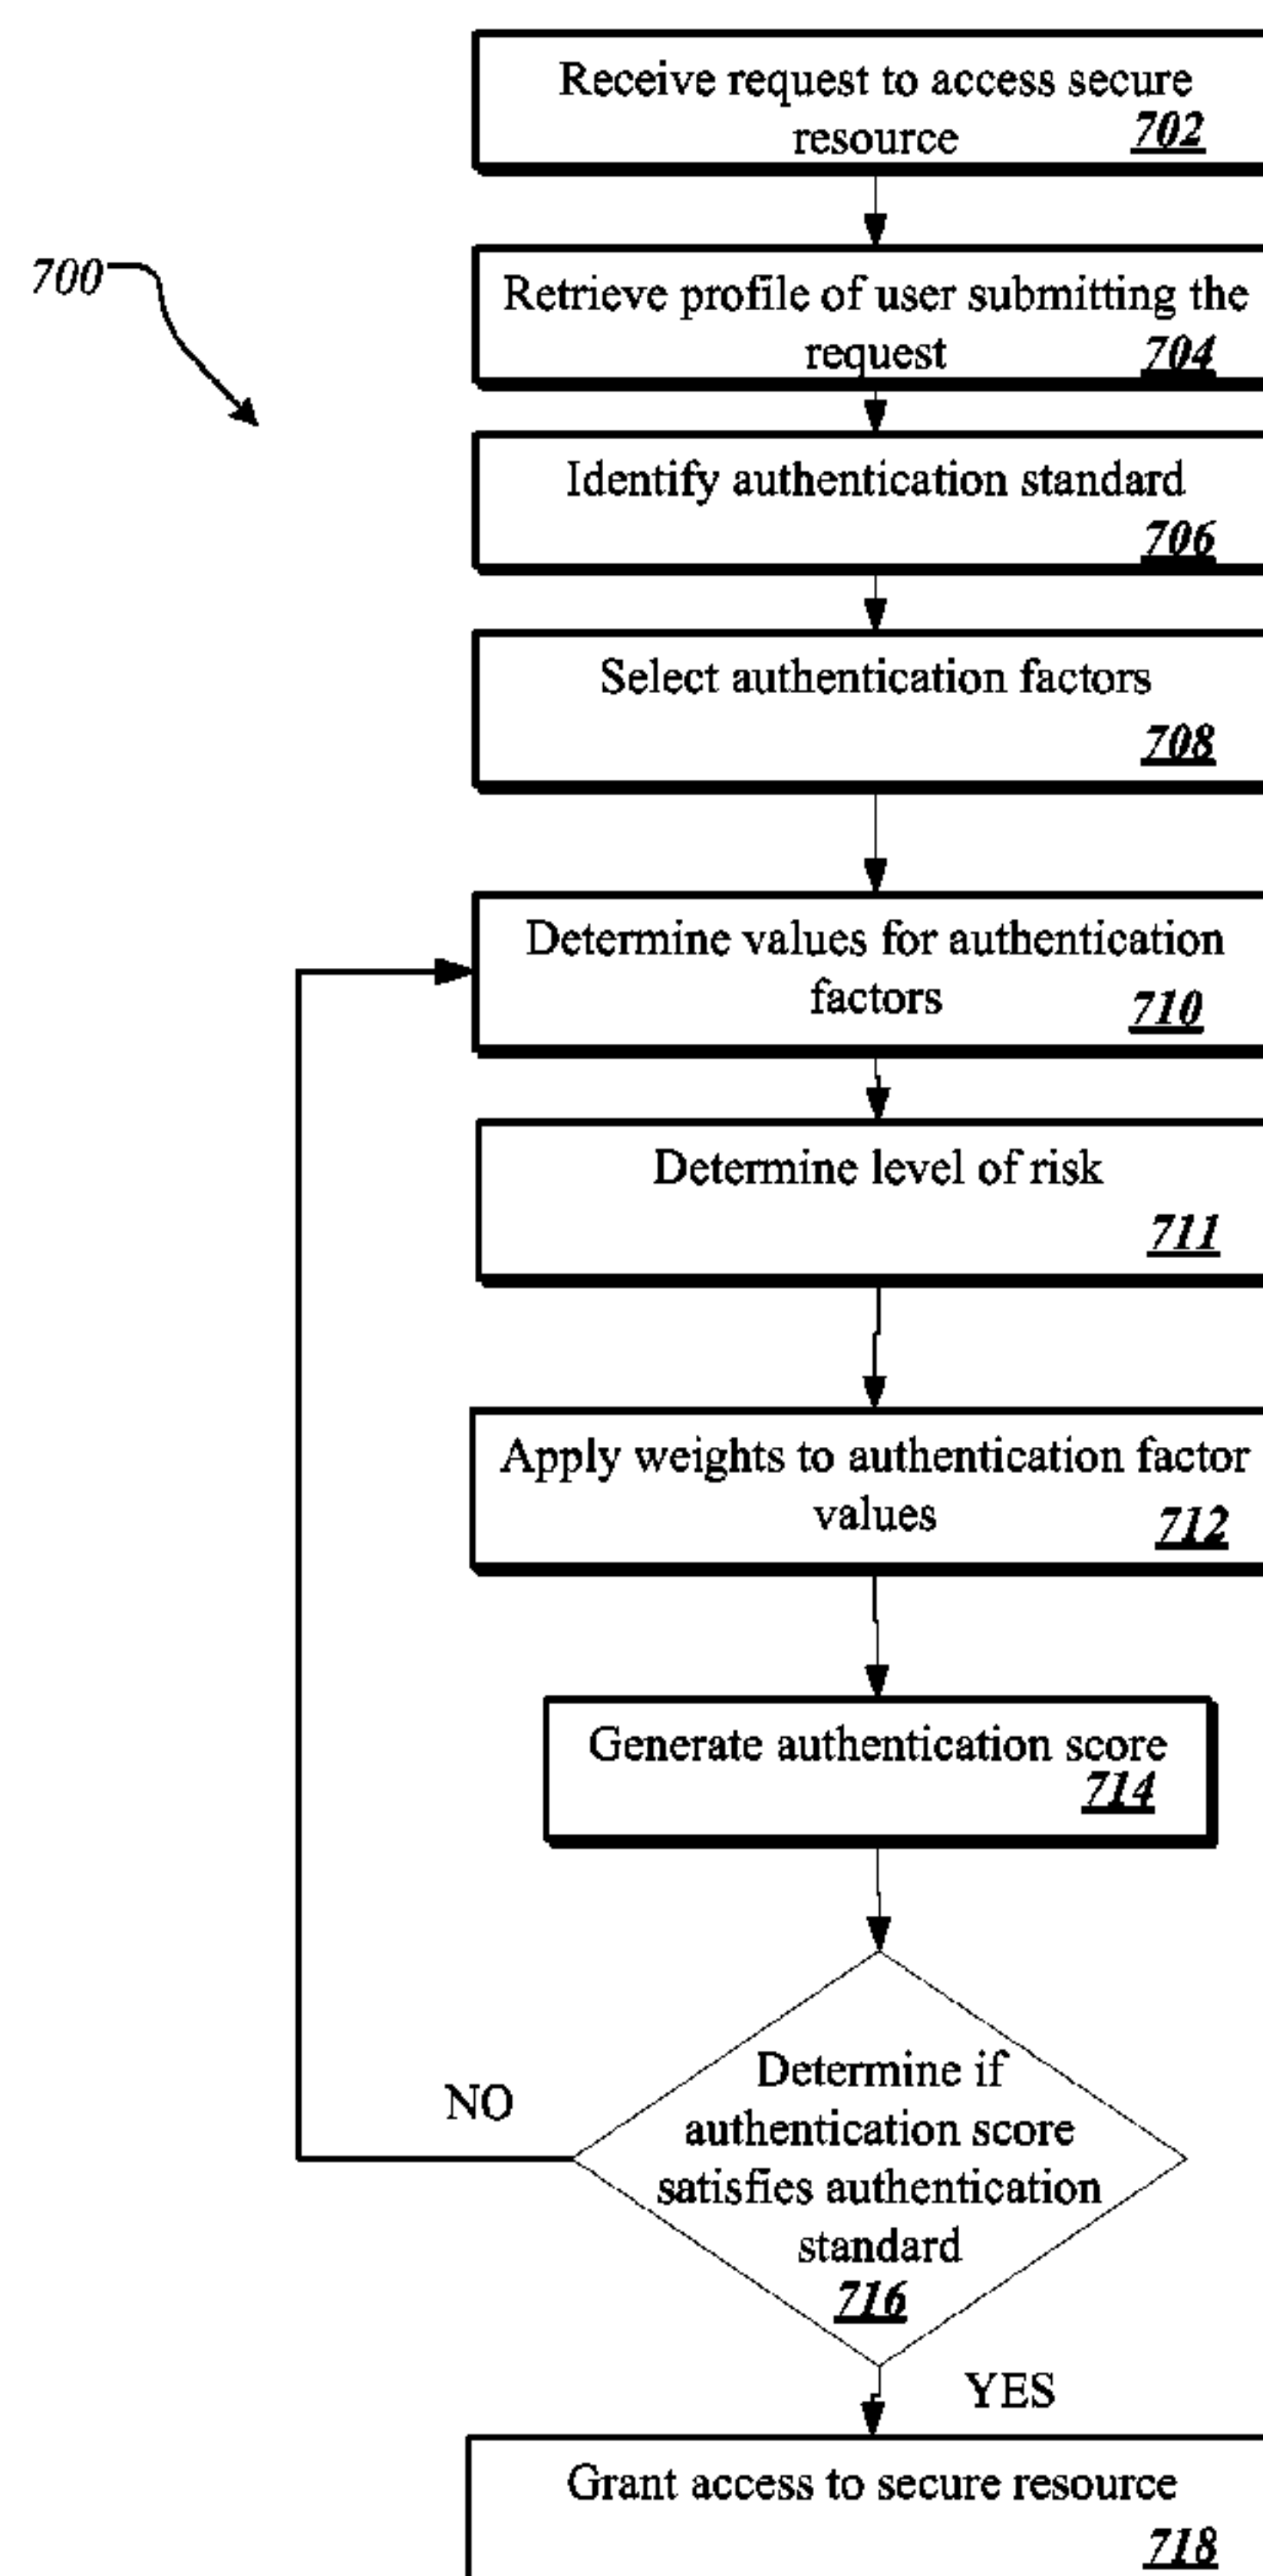 Receive request to access secure
resource 702
700
Retrieve profile of user submitting the
request 704
Identify authentication standard
706
Select authentication factors
708
Determine values for authentication
factors 710
Determine level of risk
711
Apply weights to authentication factor
values 712
Generate authentication score
714
Determine if
authentication score
satisfies authentication
standard
716
NO
YES
Grant access to secure resource
718